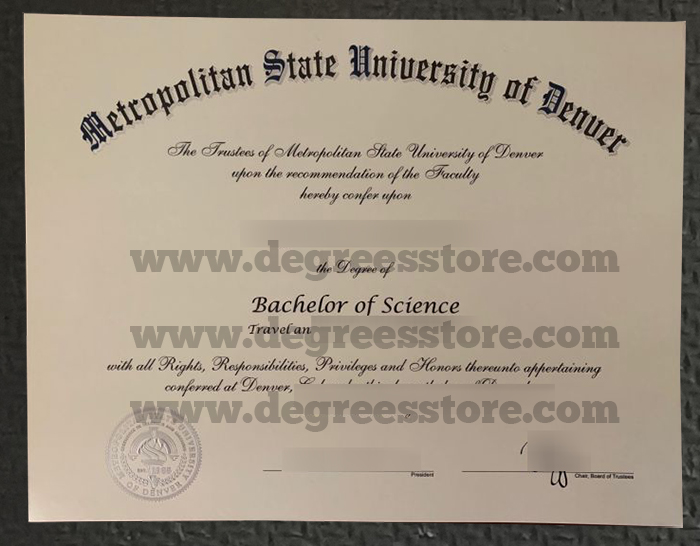 Metropolitan State University of Denver
The Trustees of Metropolitan State University of Denver
upon the recommendation of the Faculty
hereby confer upon
www.degreesstore.com
the Degree of
Bachelor of Science
Travel an
www.degreesstore.com
with all Rights, Responsibilities, Privileges and Honors thereunto appertaining
conferred at Denver,
www.degreesstore.com
President
Chair, Board of Trustees